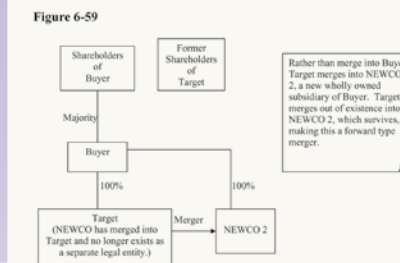 Figure 6-59
Shareholders
of
Buyer
Former
Shareholders
of
Target
Rather than merge into Buye
Target merges into NEWCO
2, a new wholly owned
subsidiary of Buyer. Target
merges out of existence into
NEWCO 2, which survives,
making this a forward type
merger.
Majority
Buyer
100%
100%
Target
(NEWCO has merged into
Target and no longer exists as
a separate legal entity.)
Merger
NEWCO 2